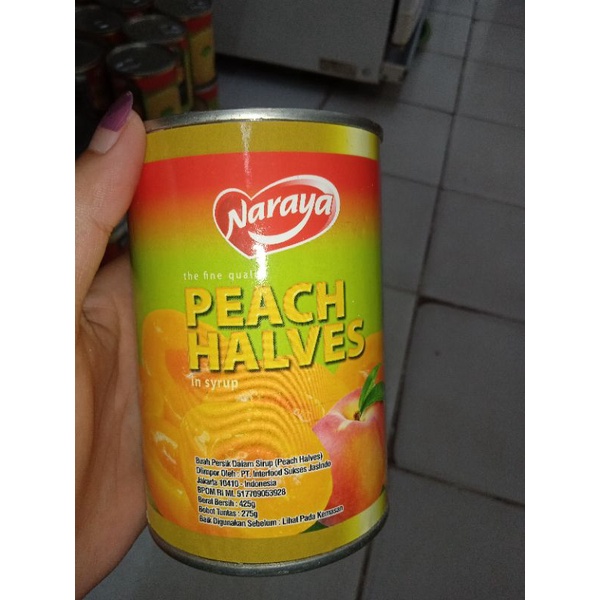 Naraya
the fine quali
PEACH
HALVES
in syrup
Buah Persik Dalam Sirup (Peach Halves)
Diimpor Oleh : PT. Interfood Sukses Jasindo
Jakarta 10410 - Indonesia
BPOM RI ML 517709063928
Berat Bersih : 425g
Bobot Tuntas : 275g
Baik Digunakan Sebelum : Lihat Pada Kemasan